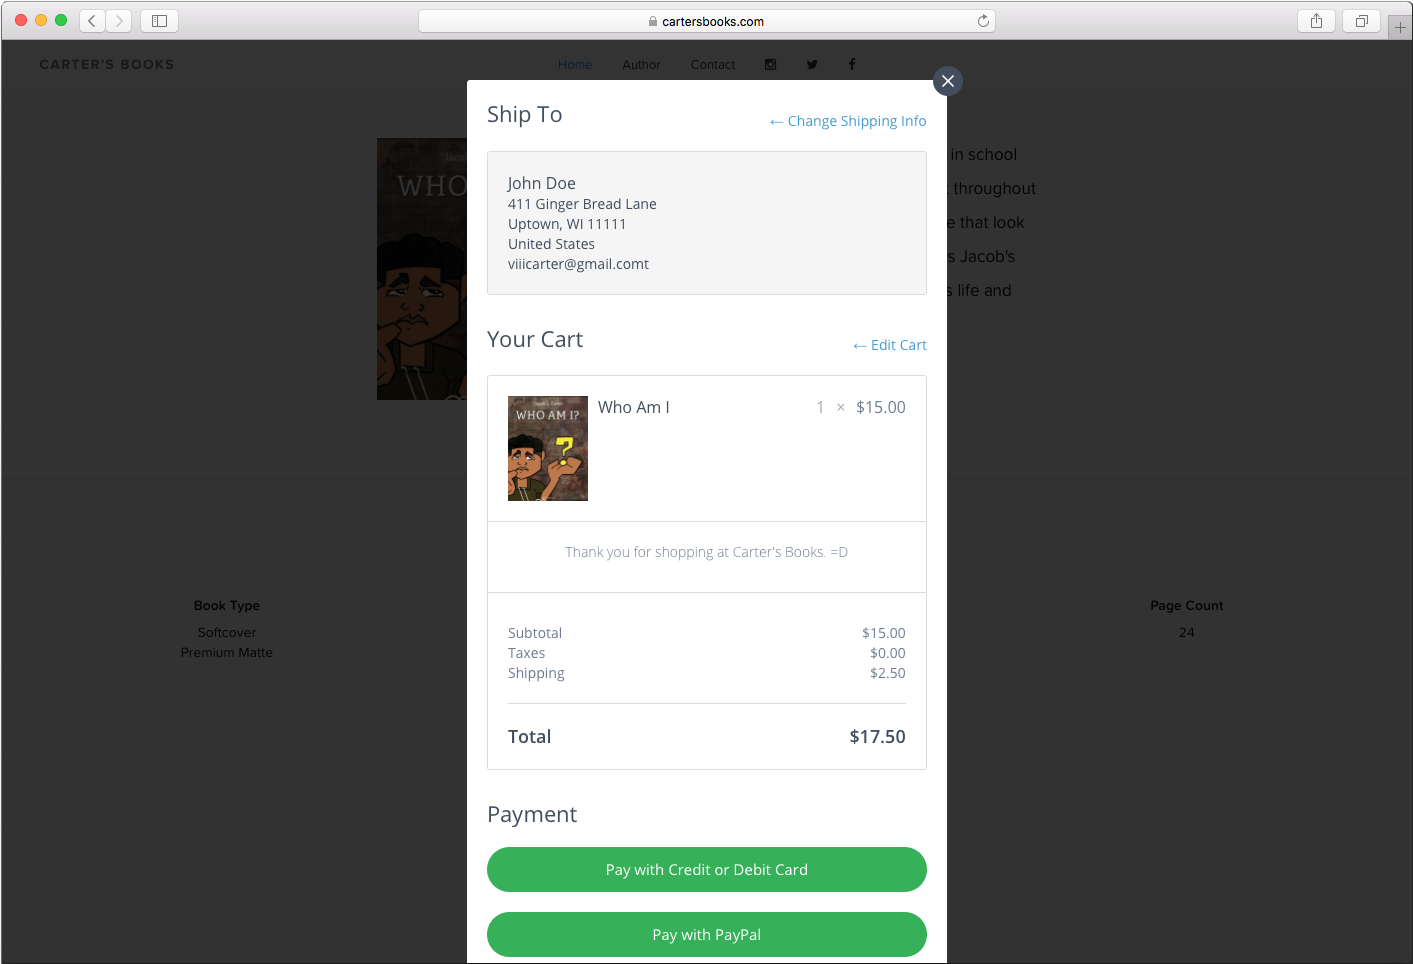 cartersbooks.com
CARTER'S BOOKS
Home Author Contact
Ship To
← Change Shipping Info
John Doe
411 Ginger Bread Lane
Uptown, WI 11111
United States
viiicarter@gmail.comt
in school
throughout
e that look
s Jacob's
s life and
WHO
Your Cart
← Edit Cart
WHO AM I?
Who Am I 1 × $15.00
Thank you for shopping at Carter's Books. =D
Book Type
Softcover
Premium Matte
Page Count
24
Subtotal $15.00
Taxes $0.00
Shipping $2.50
Total $17.50
Payment
Pay with Credit or Debit Card
Pay with PayPal